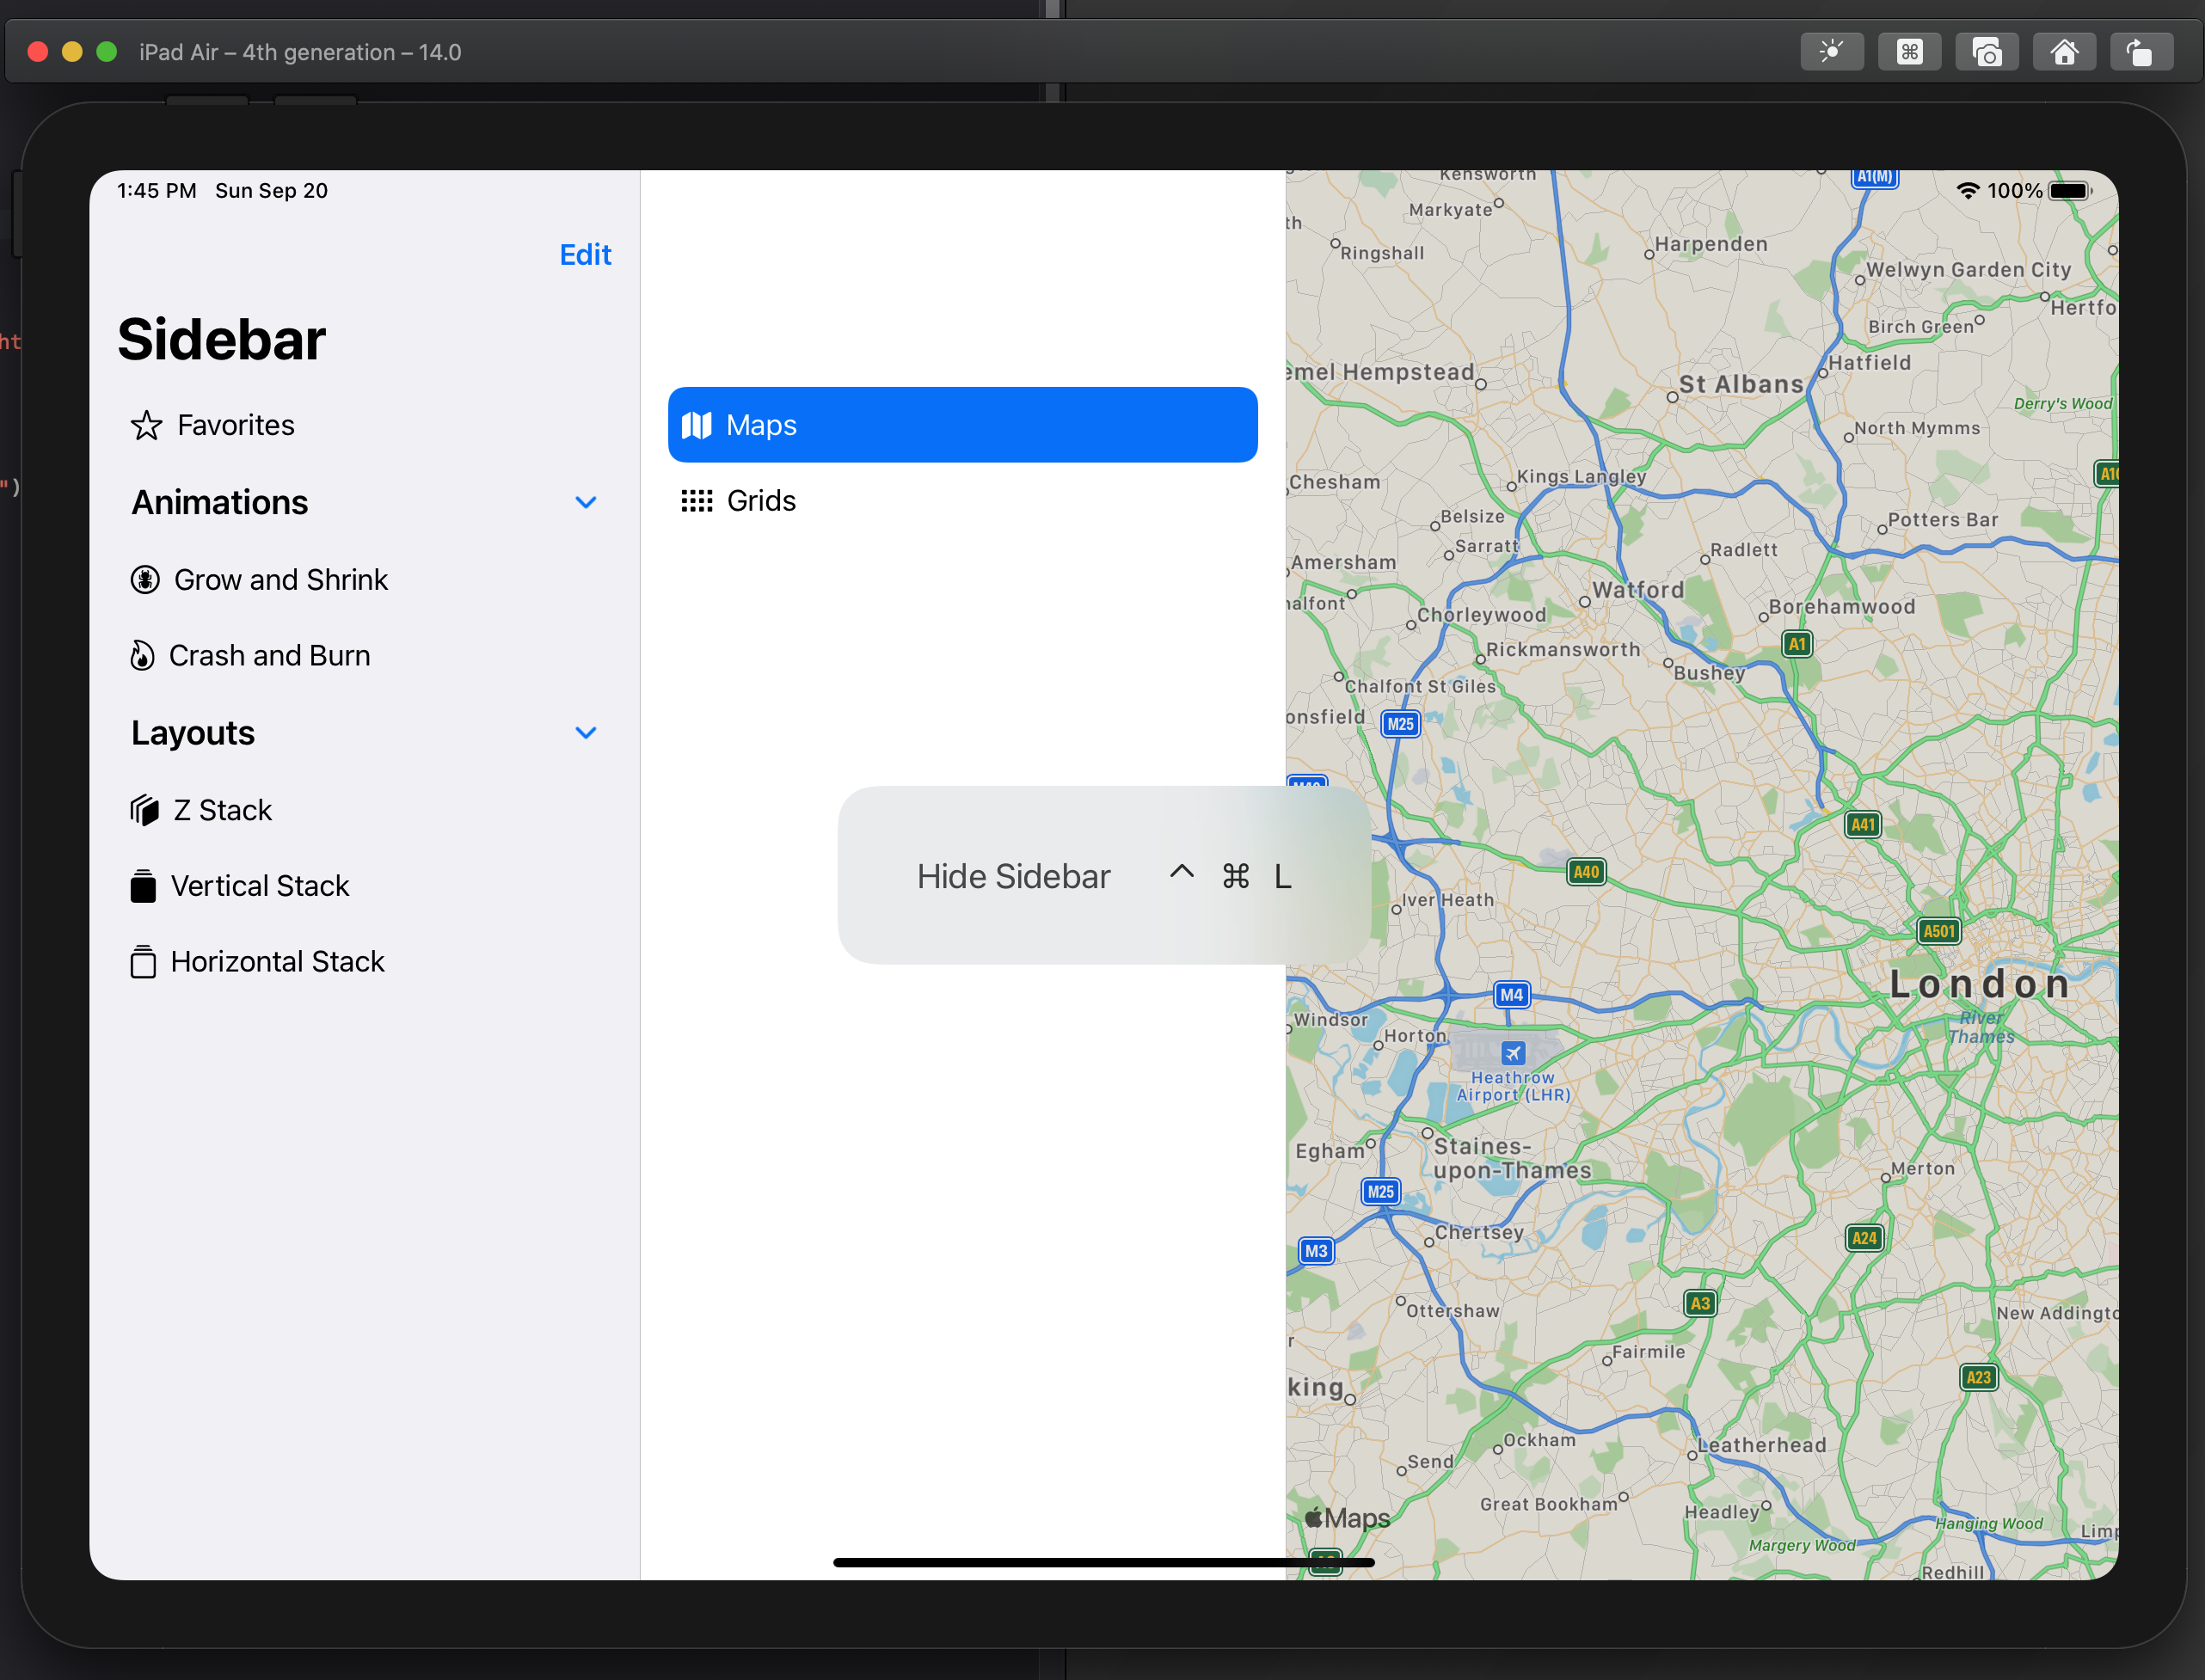 iPad Air – 4th generation – 14.0
1:45 PM Sun Sep 20
100%
Edit
Sidebar
Favorites
Animations
Grow and Shrink
Crash and Burn
Layouts
Z Stack
Vertical Stack
Horizontal Stack
Maps
Grids
Hide Sidebar ^ ⌘ L
ht
")
Kensworth
A1(M)
Markyate
th
Ringshall
Harpenden
Welwyn Garden City
Hertfo
Birch Green
emel Hempstead
St Albans
Hatfield
Derry's Wood
North Mymms
Kings Langley
Chesham
A10
Belsize
Potters Bar
Sarratt
Radlett
Amersham
Watford
halfont
Chorleywood
Borehamwood
A1
Rickmansworth
Bushey
Chalfont St Giles
onsfield
M25
A41
A40
Iver Heath
A501
London
M4
River
Thames
Windsor
Horton
Heathrow
Airport (LHR)
Egham
Staines-
upon-Thames
Merton
M25
Chertsey
A24
M3
A3
Ottershaw
New Addingto
r
Fairmile
A23
king
Ockham
Leatherhead
Send
Great Bookham
Headley
Maps
Hanging Wood
Limp
Margery Wood
Redhill